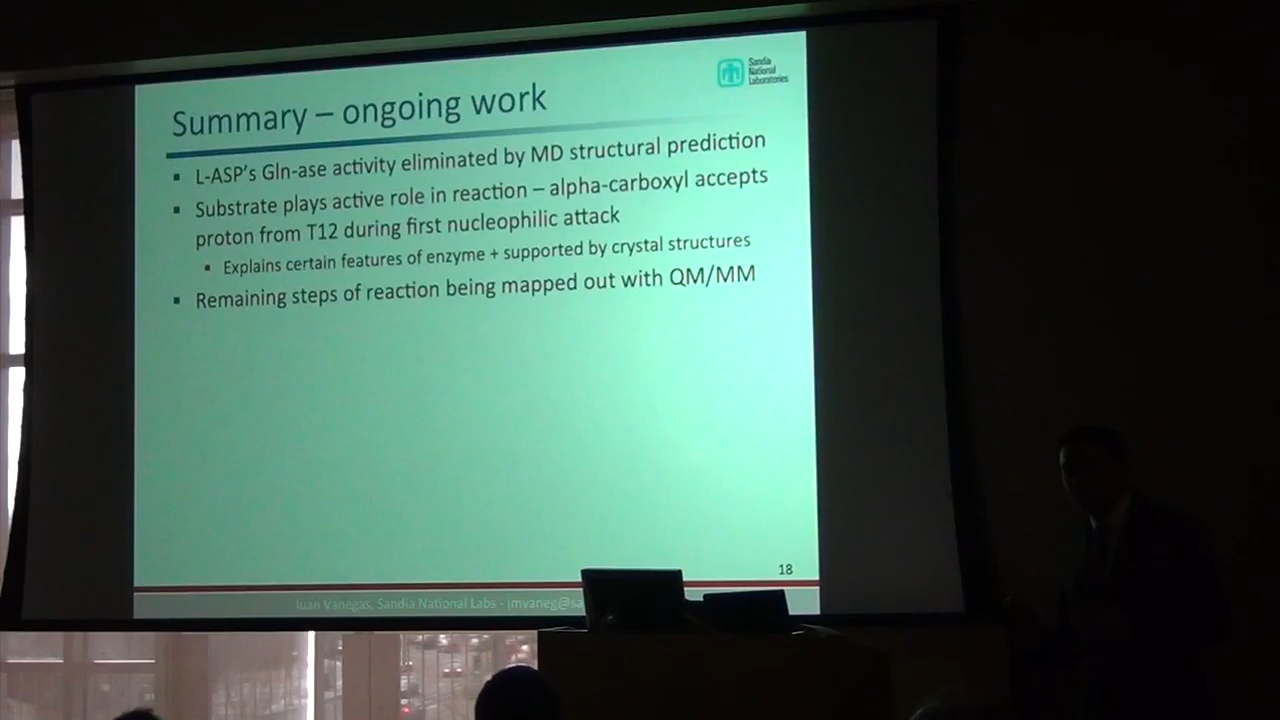 Sandia
National
Laboratories
Summary – ongoing work
▪ L-ASP's Gln-ase activity eliminated by MD structural prediction
▪ Substrate plays active role in reaction – alpha-carboxyl accepts
proton from T12 during first nucleophilic attack
▪ Explains certain features of enzyme + supported by crystal structures
▪ Remaining steps of reaction being mapped out with QM/MM
18
Juan Vanegas, Sandia National Labs - jmvaneg@sa